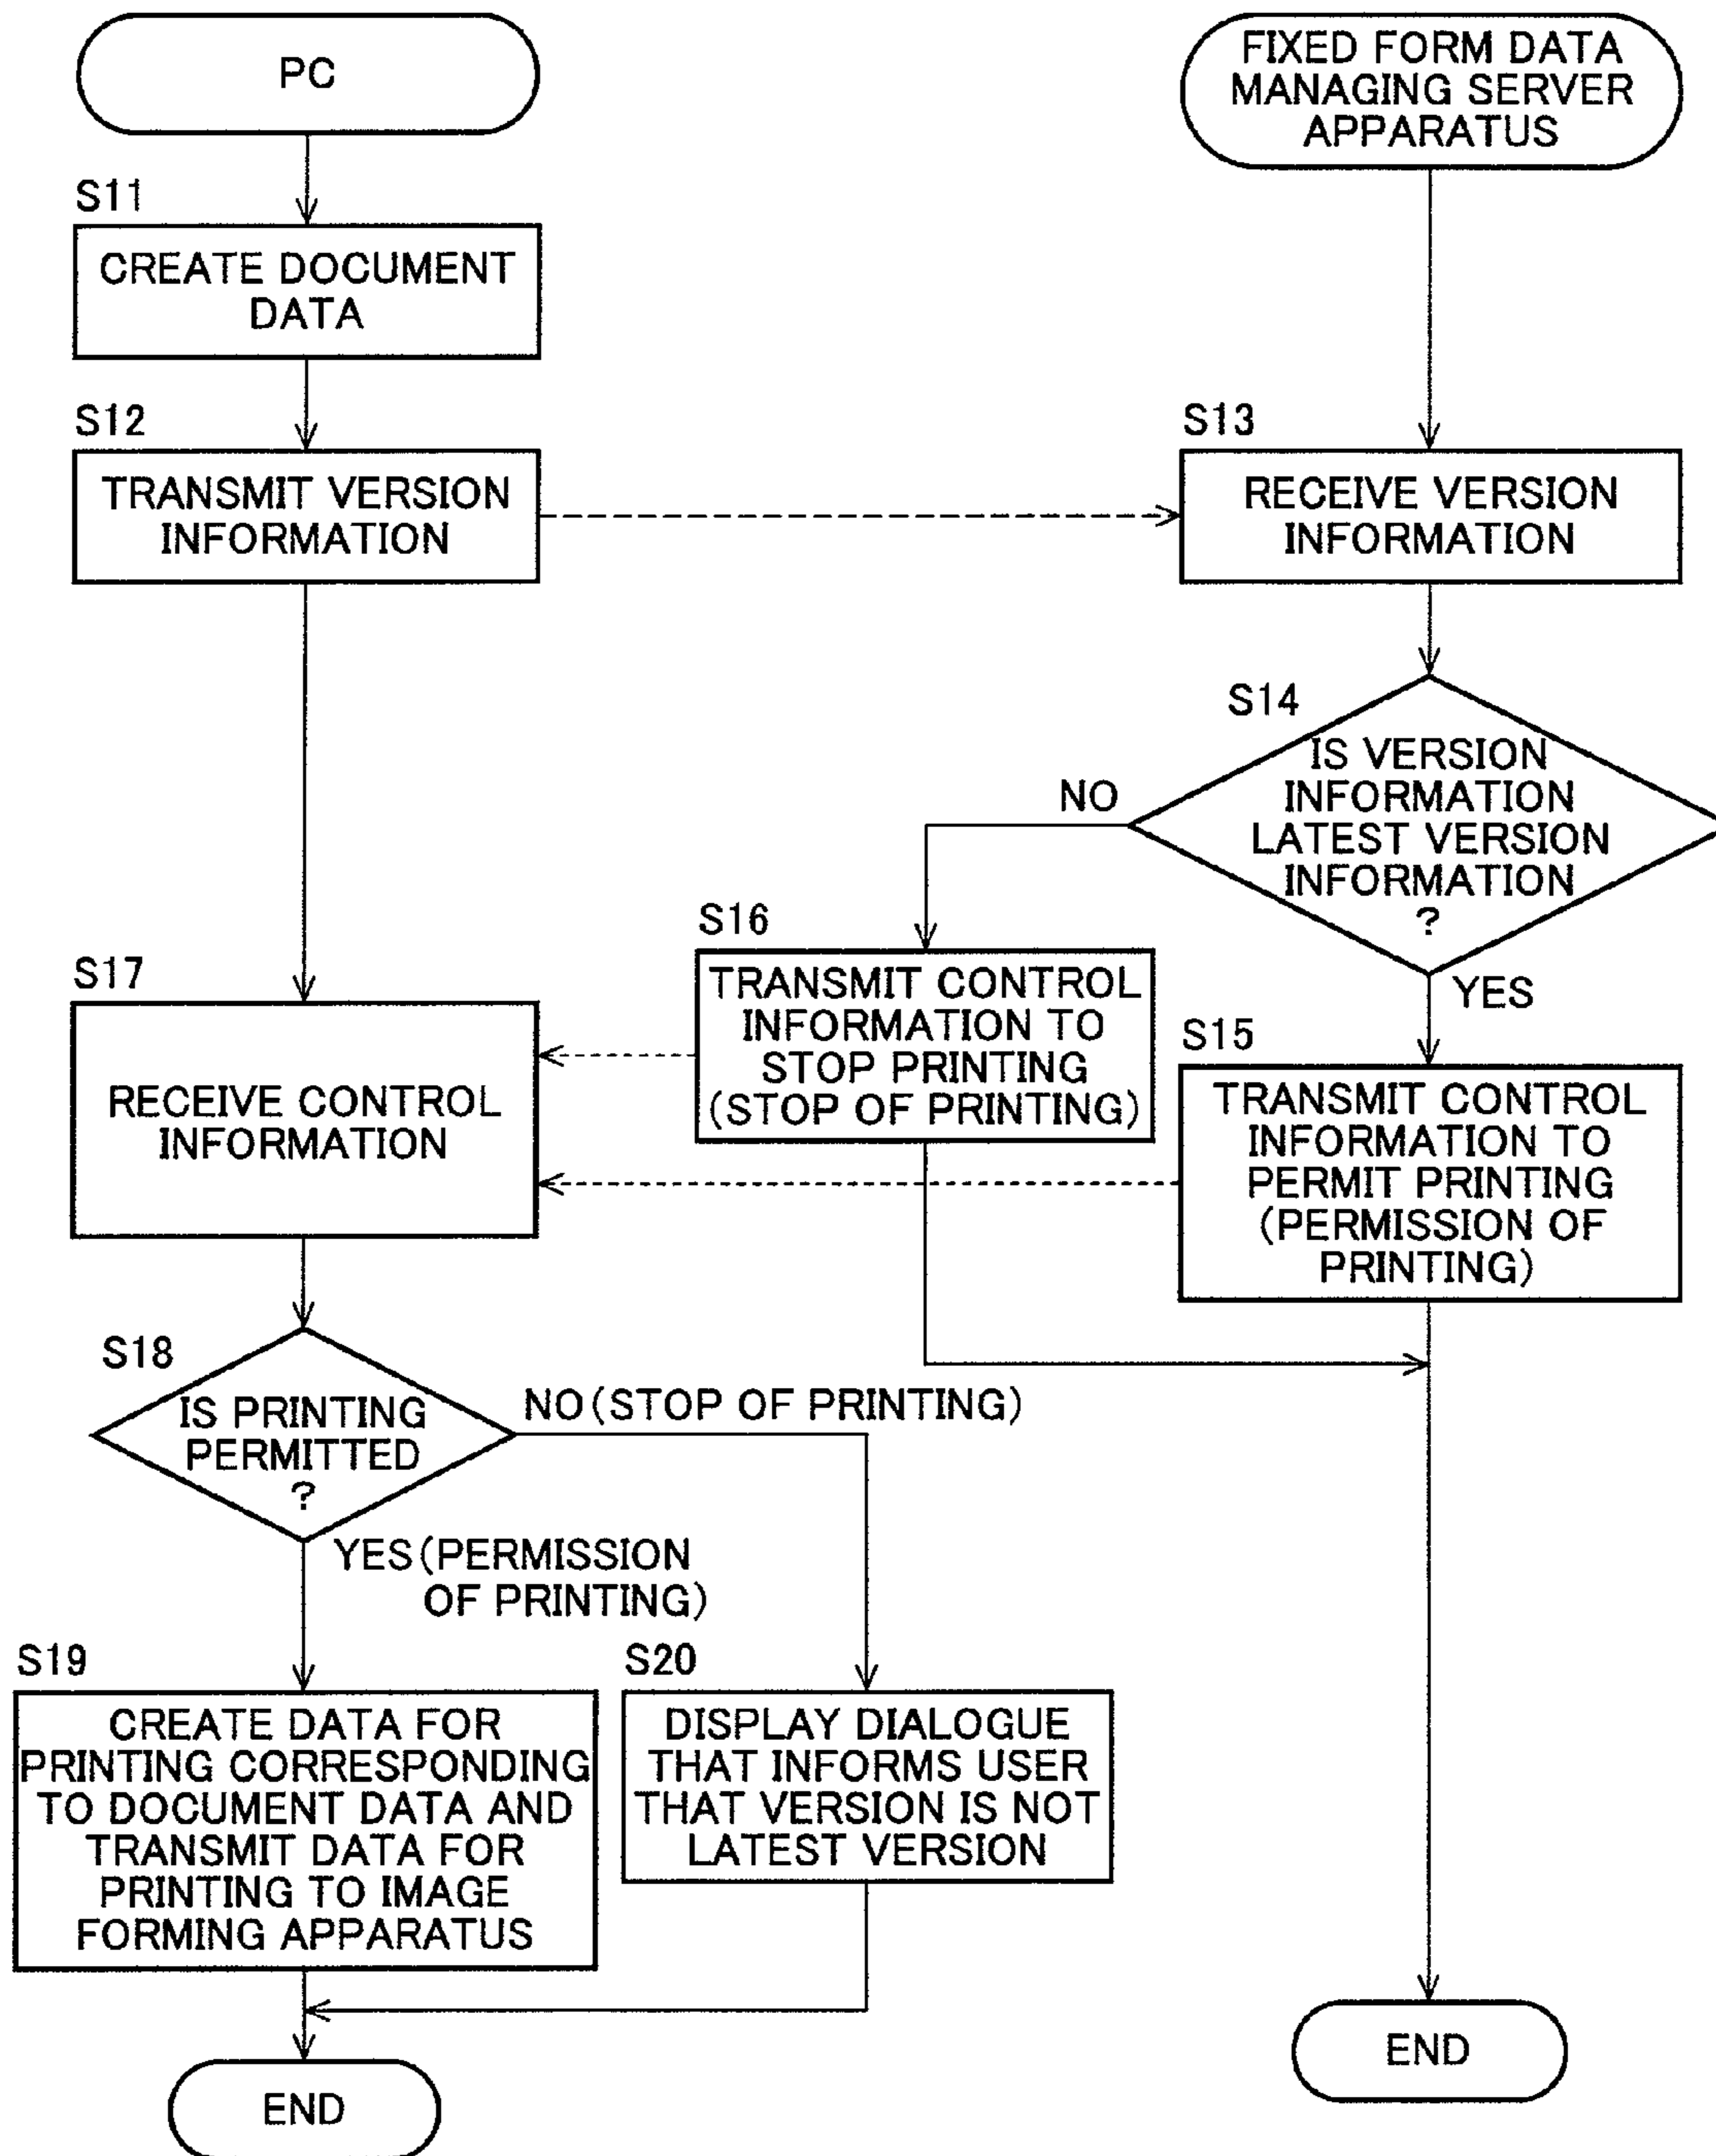 PC
FIXED FORM DATA
MANAGING SERVER
APPARATUS
S11
CREATE DOCUMENT
DATA
S12
TRANSMIT VERSION
INFORMATION
S13
RECEIVE VERSION
INFORMATION
S14
IS VERSION
INFORMATION
LATEST VERSION
INFORMATION
?
NO
YES
S16
TRANSMIT CONTROL
INFORMATION TO
STOP PRINTING
(STOP OF PRINTING)
S15
TRANSMIT CONTROL
INFORMATION TO
PERMIT PRINTING
(PERMISSION OF
PRINTING)
S17
RECEIVE CONTROL
INFORMATION
S18
IS PRINTING
PERMITTED
?
NO(STOP OF PRINTING)
YES(PERMISSION
OF PRINTING)
S19
CREATE DATA FOR
PRINTING CORRESPONDING
TO DOCUMENT DATA AND
TRANSMIT DATA FOR
PRINTING TO IMAGE
FORMING APPARATUS
S20
DISPLAY DIALOGUE
THAT INFORMS USER
THAT VERSION IS NOT
LATEST VERSION
END
END